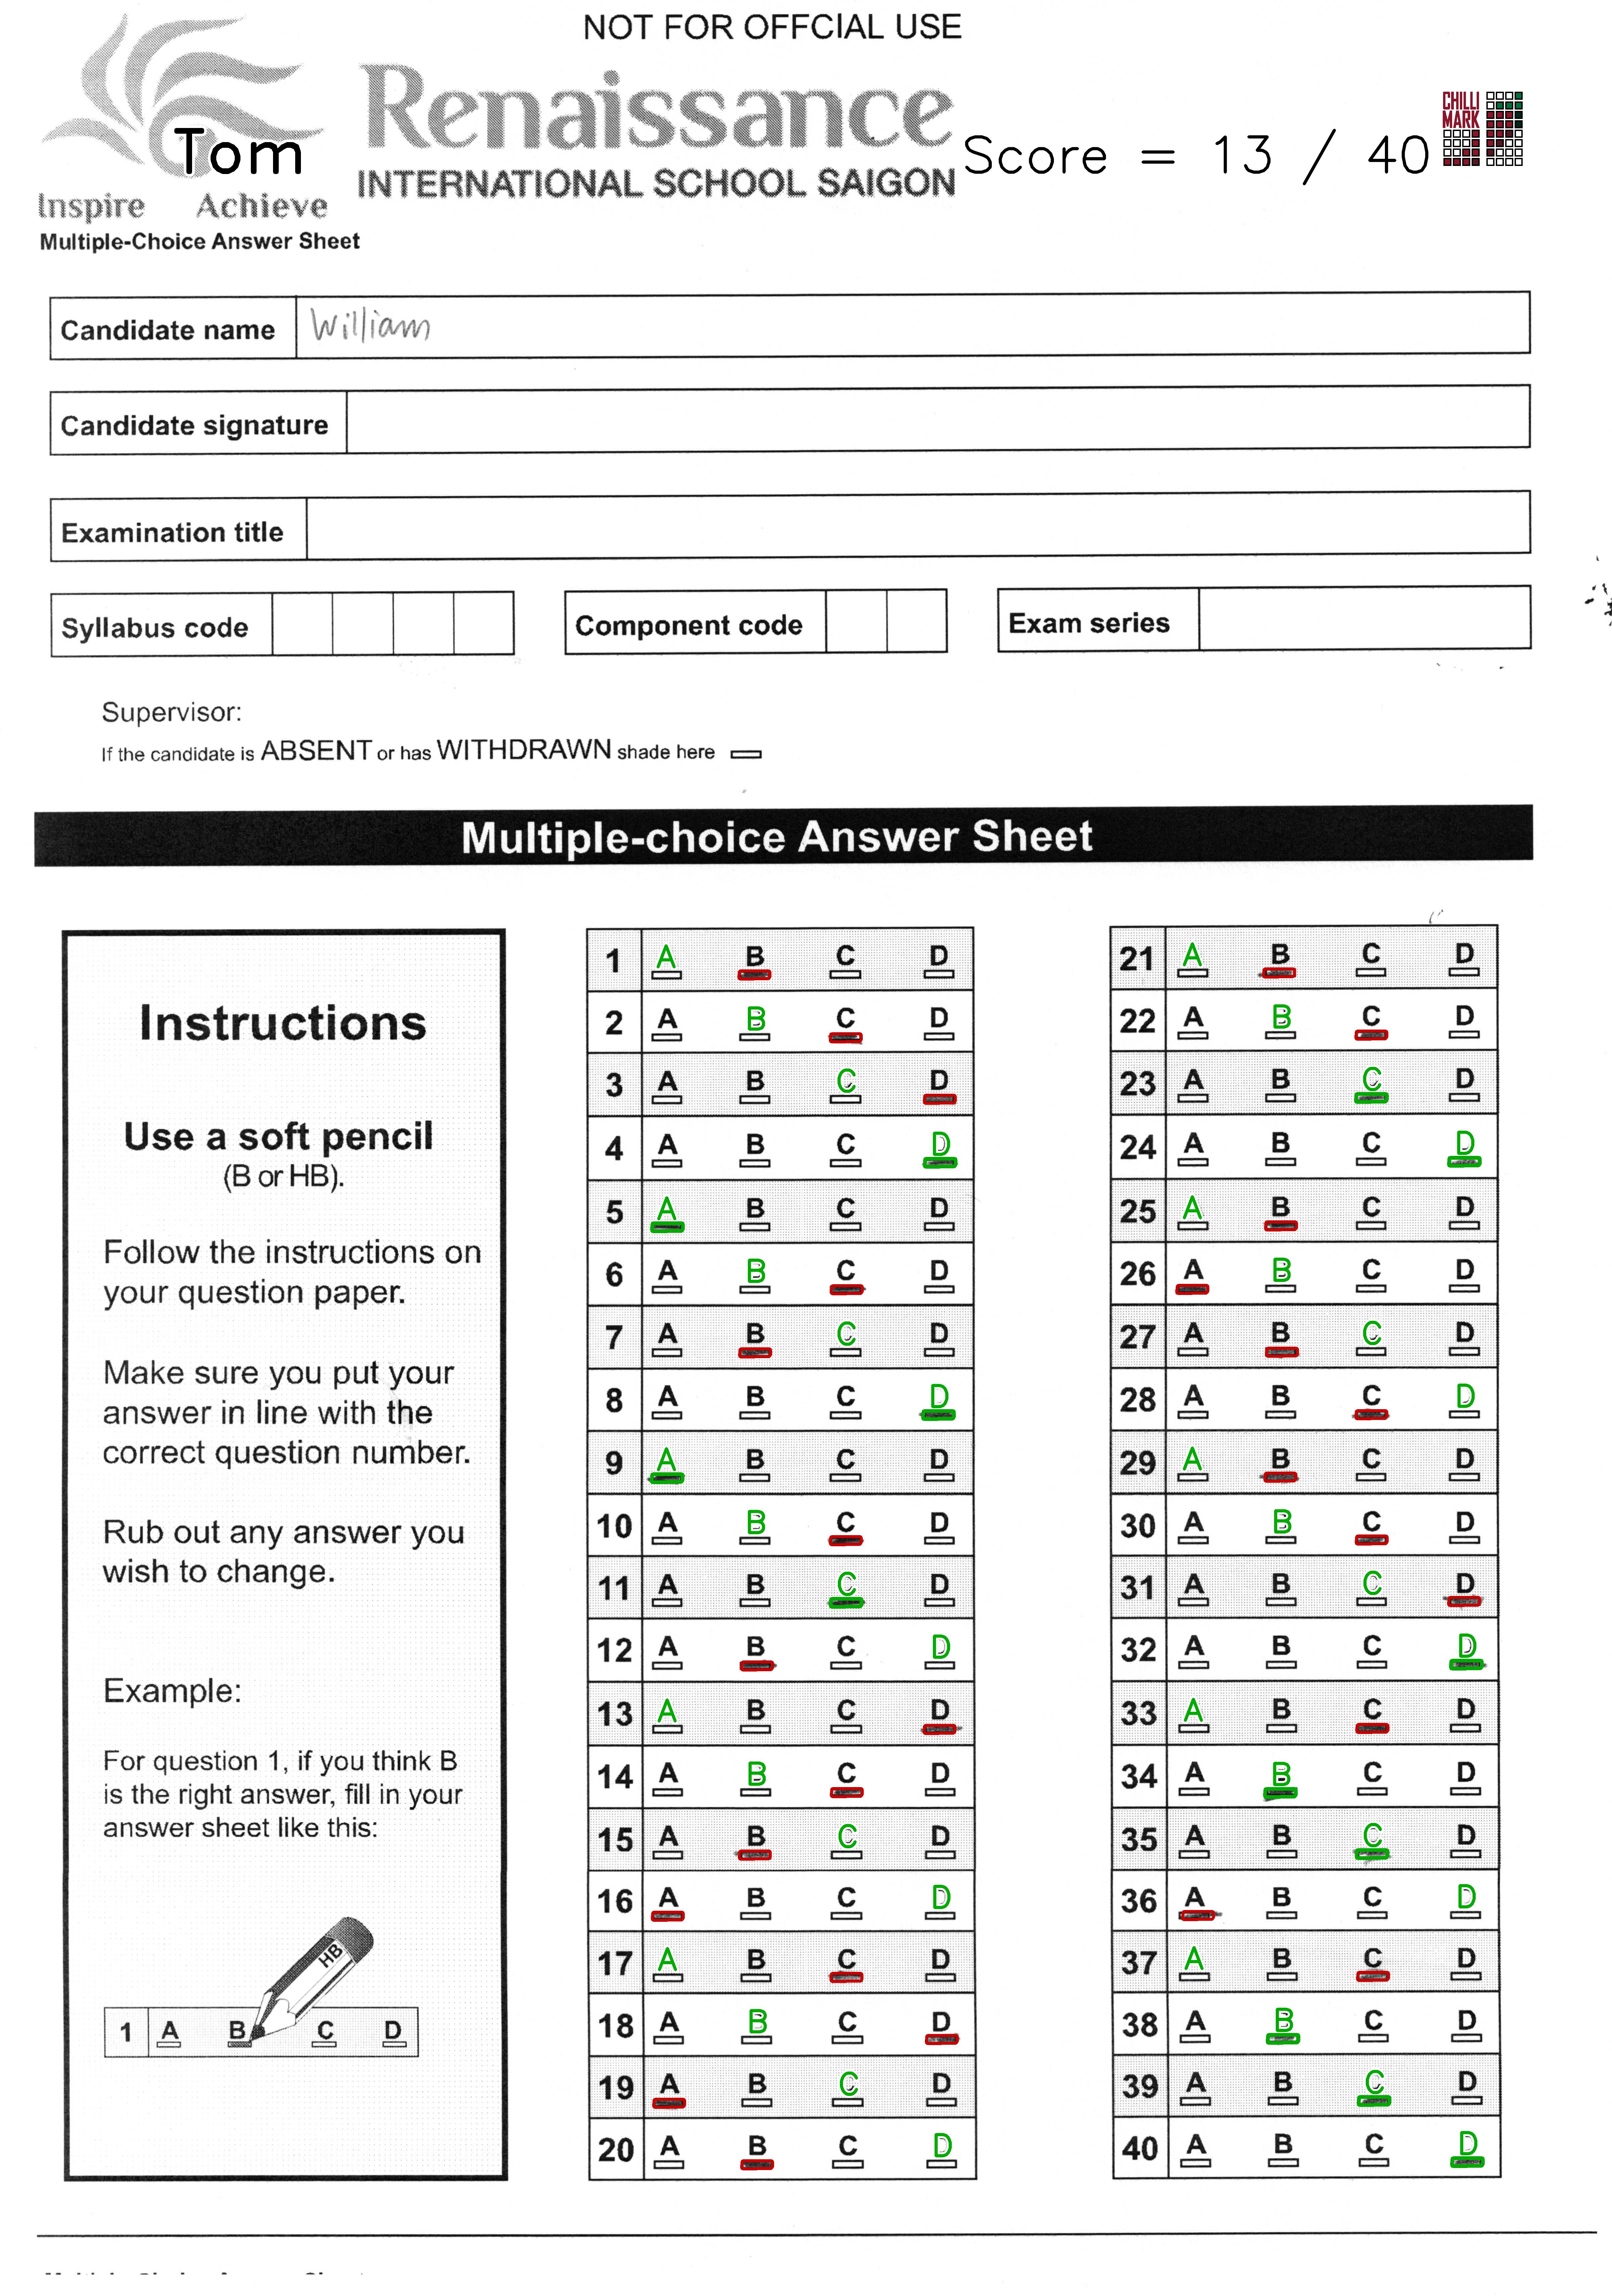 NOT FOR OFFCIAL USE
Renaissance
INTERNATIONAL SCHOOL SAIGON
Inspire Achieve
Tom
Score = 13 / 40
CHILLI
MARK
Multiple-Choice Answer Sheet
Candidate name William
Candidate signature
Examination title
Syllabus code Component code Exam series
Supervisor:
If the candidate is ABSENT or has WITHDRAWN shade here
Multiple-choice Answer Sheet
Instructions
Use a soft pencil
(B or HB).
Follow the instructions on
your question paper.
Make sure you put your
answer in line with the
correct question number.
Rub out any answer you
wish to change.
Example:
For question 1, if you think B
is the right answer, fill in your
answer sheet like this:
HB
1 A B C D
1 A B C D
2 A B C D
3 A B C D
4 A B C D
5 A B C D
6 A B C D
7 A B C D
8 A B C D
9 A B C D
10 A B C D
11 A B C D
12 A B C D
13 A B C D
14 A B C D
15 A B C D
16 A B C D
17 A B C D
18 A B C D
19 A B C D
20 A B C D
21 A B C D
22 A B C D
23 A B C D
24 A B C D
25 A B C D
26 A B C D
27 A B C D
28 A B C D
29 A B C D
30 A B C D
31 A B C D
32 A B C D
33 A B C D
34 A B C D
35 A B C D
36 A B C D
37 A B C D
38 A B C D
39 A B C D
40 A B C D